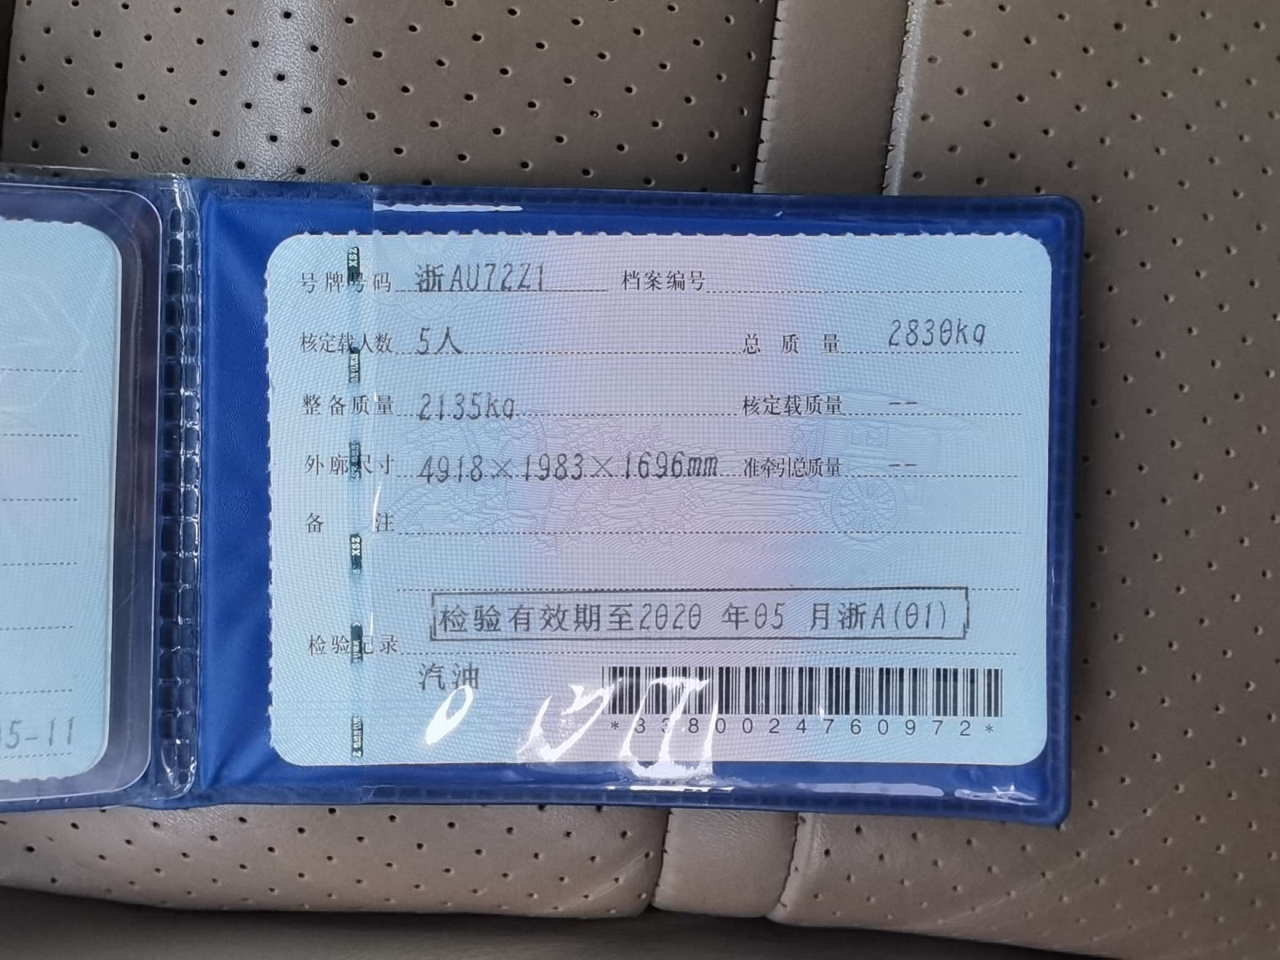 号牌号码 浙AU72Z1 档案编号
核定载人数 5人 总质量 2830kg
整备质量 2135kg 核定载质量 --
外廓尺寸 4918×1983×1696mm 准牵引总质量 --
备注
检验有效期至2020 年05 月浙A(01)
检验记录
汽油
*3380024760972*
05-11